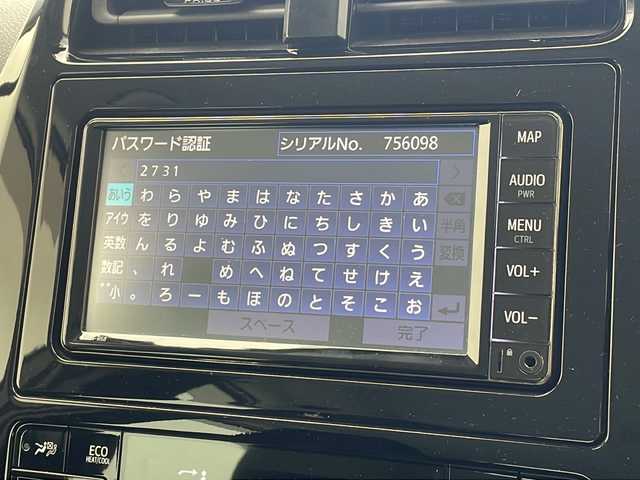 パスワード認証 シリアルNo. 756098
2731
あいう わ ら や ま は な た さ か あ
アイウ を り ゆ み ひ に ち し き い 半角
英数 ん る よ む ふ ぬ つ す く う 変換
数記 、 れ め へ ね て せ け え
゛゜小 。 ろ ー も ほ の と そ こ お
スペース 完了
MAP
AUDIO
PWR
MENU
CTRL
VOL+
VOL−
ECO
HEAT/COOL